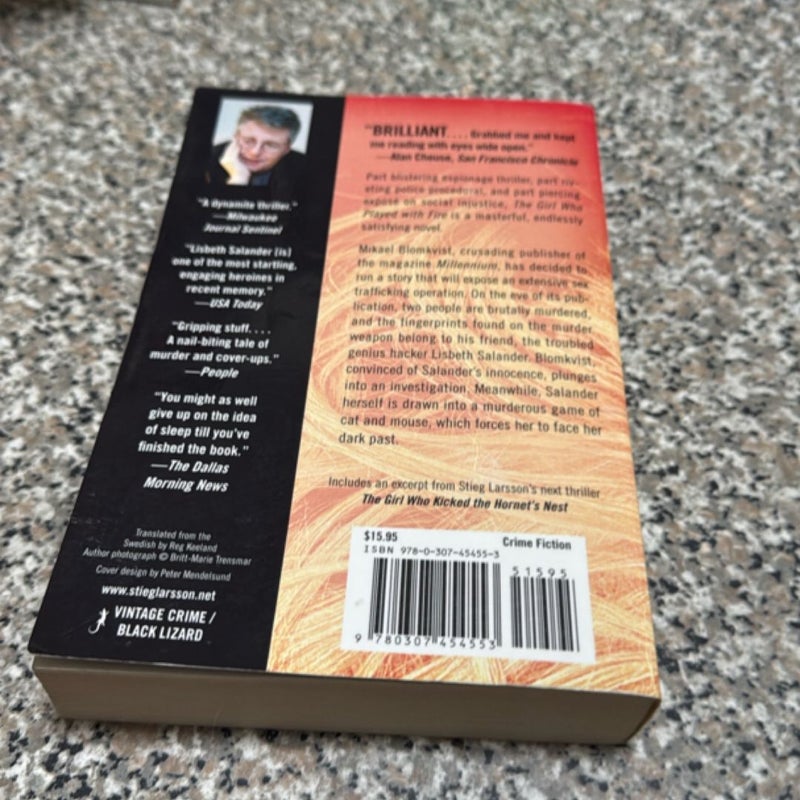 "A dynamite thriller."
—Milwaukee
Journal Sentinel
"Lisbeth Salander [is]
one of the most startling,
engaging heroines in
recent memory."
—USA Today
"Gripping stuff. . . .
A nail-biting tale of
murder and cover-ups."
—People
"You might as well
give up on the idea
of sleep till you've
finished the book."
—The Dallas
Morning News
Translated from the
Swedish by Reg Keeland
Author photograph © Britt-Marie Trensmar
Cover design by Peter Mendelsund
www.stieglarsson.net
VINTAGE CRIME/
BLACK LIZARD
"BRILLIANT. . . . Grabbed me and kept
me reading with eyes wide open."
—Alan Cheuse, San Francisco Chronicle
Part blistering espionage thriller, part riv-
eting police procedural, and part piercing
exposé on social injustice, The Girl Who
Played with Fire is a masterful, endlessly
satisfying novel.
Mikael Blomkvist, crusading publisher of
the magazine Millennium, has decided to
run a story that will expose an extensive sex
trafficking operation. On the eve of its pub-
lication, two people are brutally murdered,
and the fingerprints found on the murder
weapon belong to his friend, the troubled
genius hacker Lisbeth Salander. Blomkvist,
convinced of Salander's innocence, plunges
into an investigation. Meanwhile, Salander
herself is drawn into a murderous game of
cat and mouse, which forces her to face her
dark past.
Includes an excerpt from Stieg Larsson's next thriller
The Girl Who Kicked the Hornet's Nest
$15.95 Crime Fiction
ISBN 978-0-307-45455-3
51595
9 780307 454553